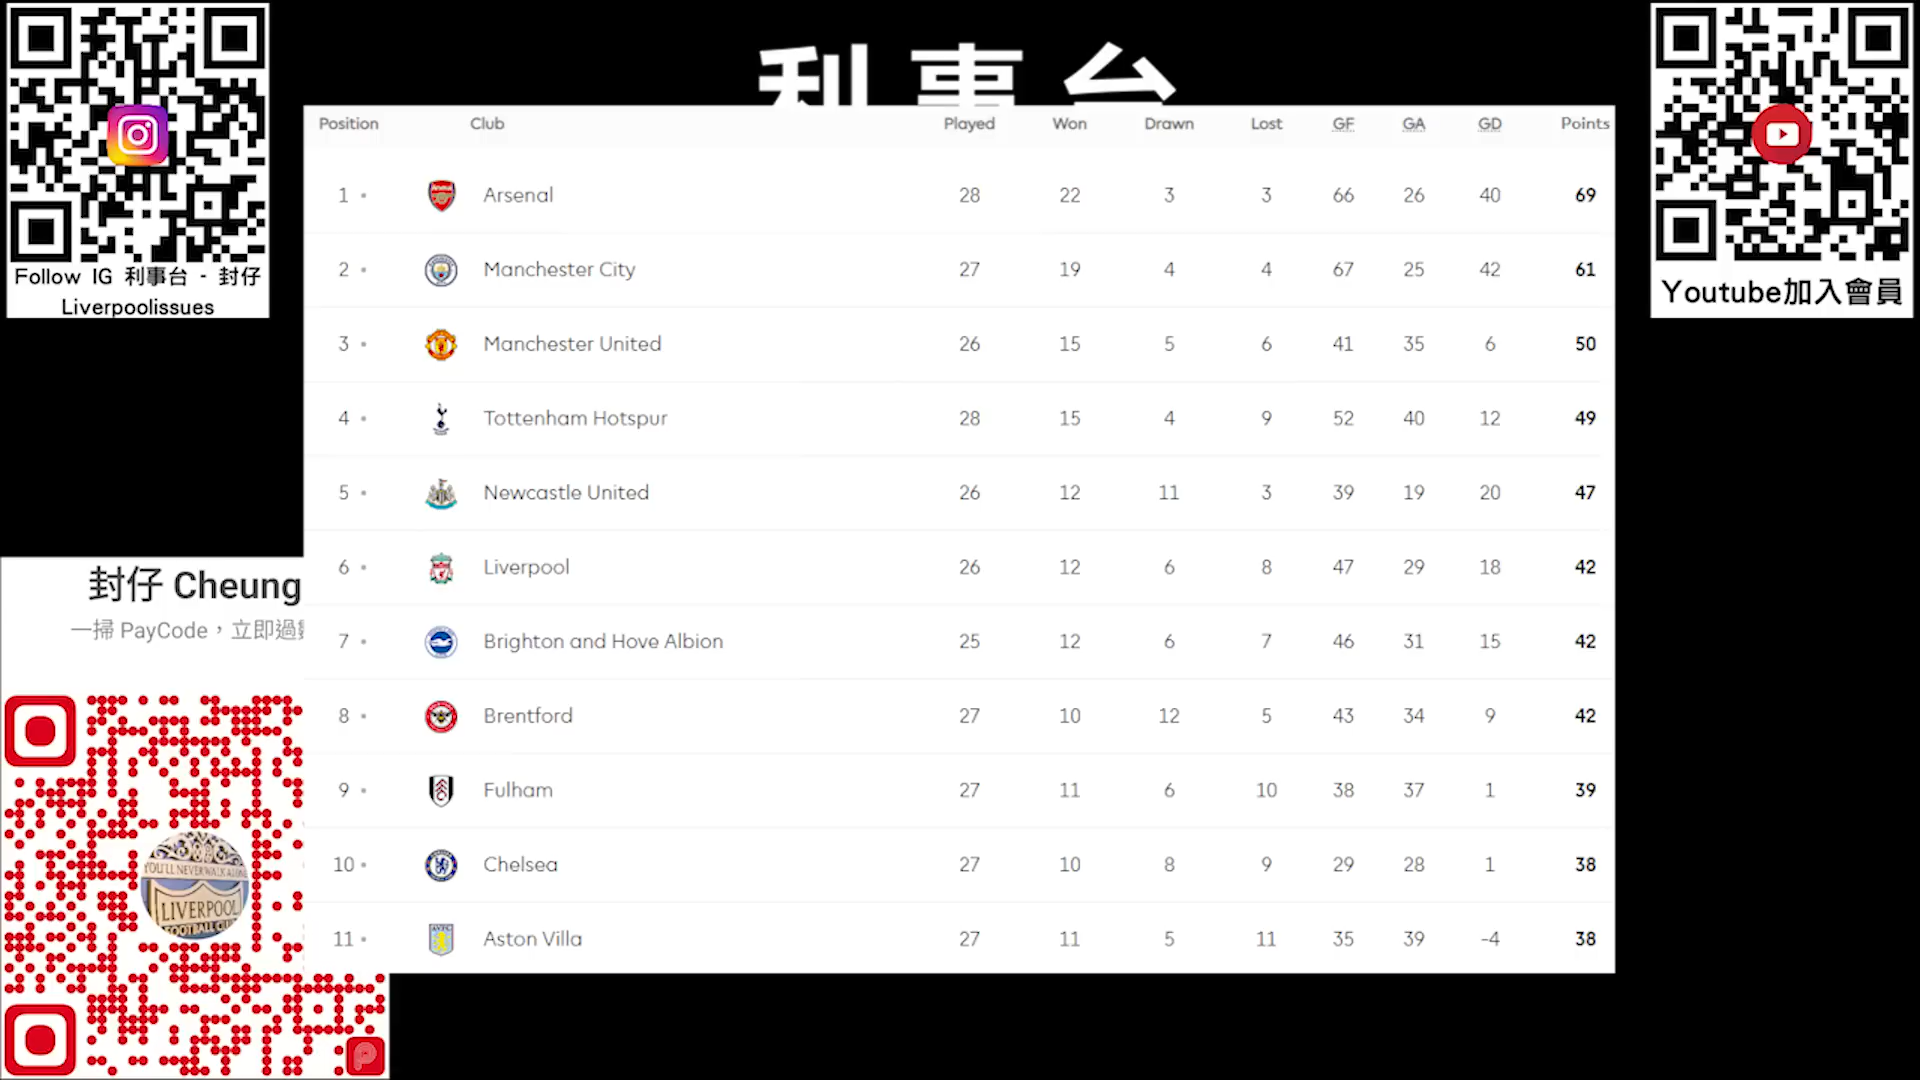 利事台
Follow IG 利事台 - 封仔
Liverpoolissues
Youtube加入會員
Position Club Played Won Drawn Lost GF GA GD Points
1 Arsenal 28 22 3 3 66 26 40 69
2 Manchester City 27 19 4 4 67 25 42 61
3 Manchester United 26 15 5 6 41 35 6 50
4 Tottenham Hotspur 28 15 4 9 52 40 12 49
5 Newcastle United 26 12 11 3 39 19 20 47
6 Liverpool 26 12 6 8 47 29 18 42
7 Brighton and Hove Albion 25 12 6 7 46 31 15 42
8 Brentford 27 10 12 5 43 34 9 42
9 Fulham 27 11 6 10 38 37 1 39
10 Chelsea 27 10 8 9 29 28 1 38
11 Aston Villa 27 11 5 11 35 39 -4 38
封仔 Cheung
一掃 PayCode，立即過
YOU'LL NEVER WALK ALONE
LIVERPOOL
FOOTBALL CLUB